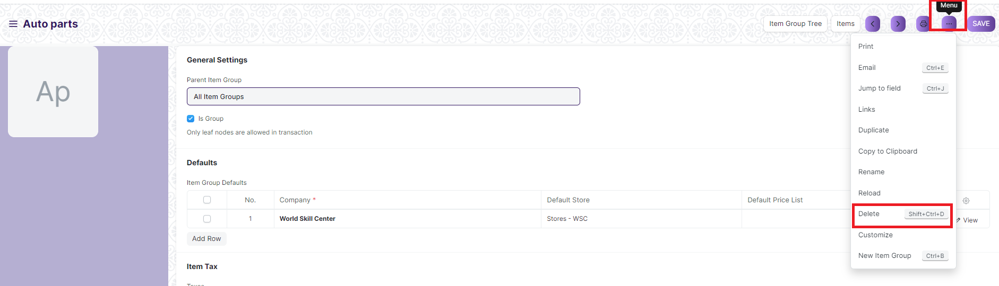 Menu
Auto parts
Item Group Tree
Items
SAVE
Ap
General Settings
Parent Item Group
All Item Groups
Is Group
Only leaf nodes are allowed in transaction
Defaults
Item Group Defaults
No. Company * Default Store Default Price List
1 World Skill Center Stores - WSC View
Add Row
Item Tax
Taxes
Print
Email Ctrl+E
Jump to field Ctrl+J
Links
Duplicate
Copy to Clipboard
Rename
Reload
Delete Shift+Ctrl+D
Customize
New Item Group Ctrl+B